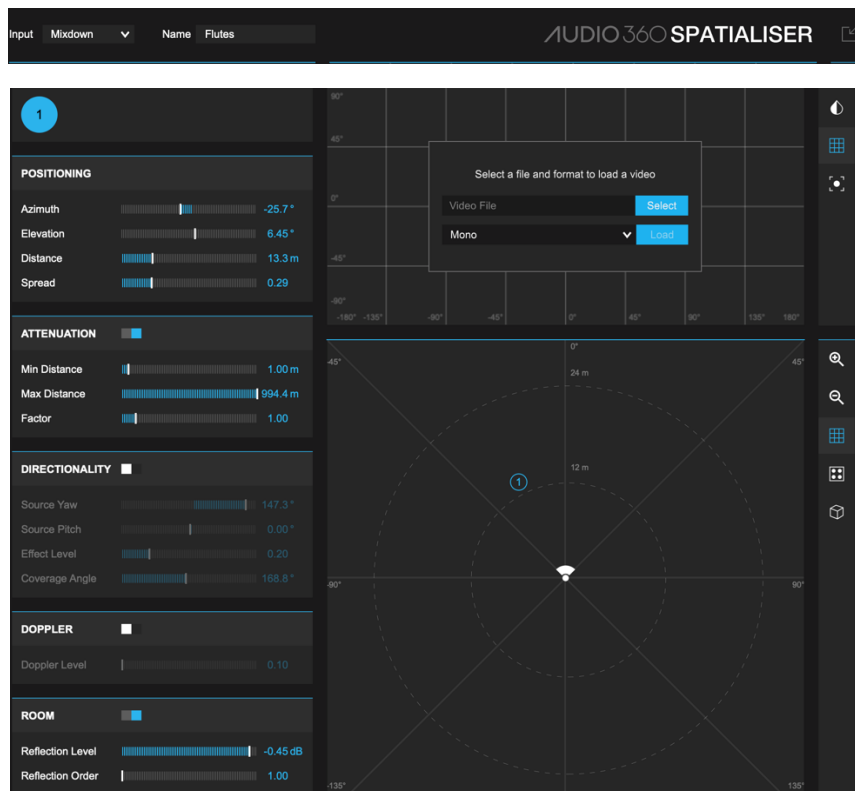 Input Mixdown Name Flutes AUDIO360 SPATIALISER
1
POSITIONING
Azimuth -25.7 °
Elevation 6.45 °
Distance 13.3 m
Spread 0.29
ATTENUATION
Min Distance 1.00 m
Max Distance 994.4 m
Factor 1.00
DIRECTIONALITY
Source Yaw 147.3 °
Source Pitch 0.00 °
Effect Level 0.20
Coverage Angle 168.8 °
DOPPLER
Doppler Level 0.10
ROOM
Reflection Level -0.45 dB
Reflection Order 1.00
90°
45°
0°
-45°
-90°
-180° -135° -90° -45° 0° 45° 90° 135° 180°
Select a file and format to load a video
Video File Select
Mono Load
0°
-45° 45°
24 m
12 m
1
-90° 90°
-135° 135°